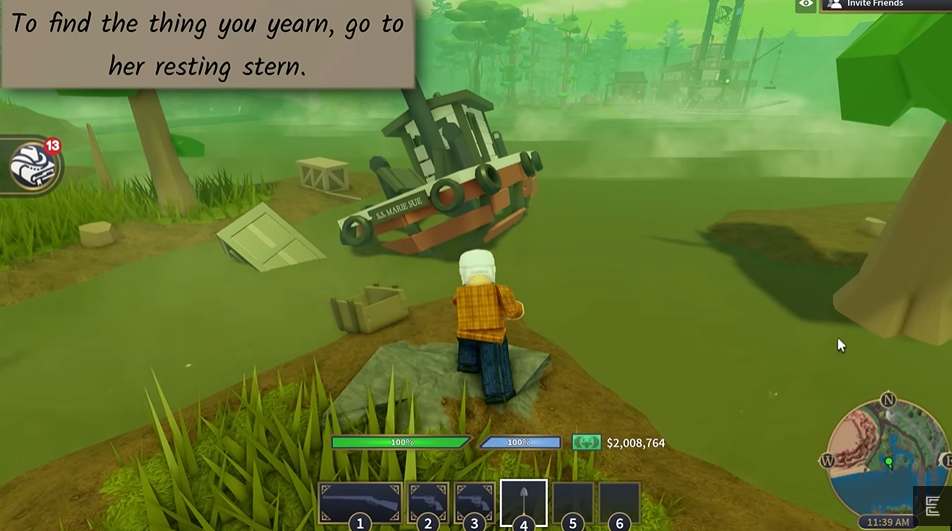 To find the thing you yearn, go to
her resting stern.
Invite Friends
13
S.S. MARIE SUE
N
W
E
100%
100%
$2,008,764
1
2
3
4
5
6
11:39 AM
E